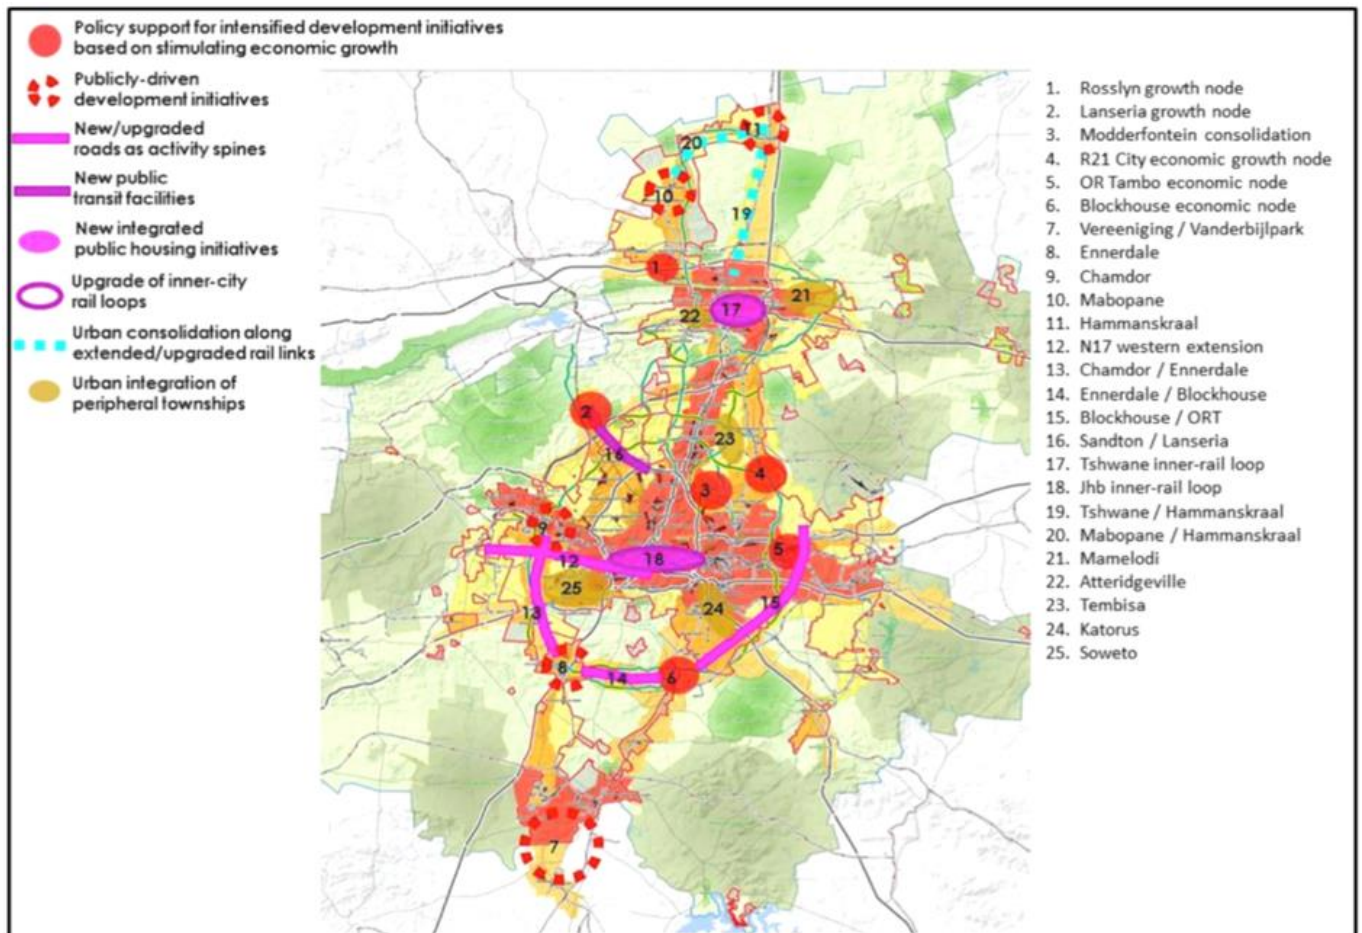 Policy support for intensified development initiatives
based on stimulating economic growth
Publicly-driven
development initiatives
New/upgraded
roads as activity spines
New public
transit facilities
New integrated
public housing initiatives
Upgrade of inner-city
rail loops
Urban consolidation along
extended/upgraded rail links
Urban integration of
peripheral townships
11
20
10
19
1
21
17
22
2
23
16
4
3
9
5
12
18
25
24
15
13
8
14
6
7
1. Rosslyn growth node
2. Lanseria growth node
3. Modderfontein consolidation
4. R21 City economic growth node
5. OR Tambo economic node
6. Blockhouse economic node
7. Vereeniging / Vanderbijlpark
8. Ennerdale
9. Chamdor
10. Mabopane
11. Hammanskraal
12. N17 western extension
13. Chamdor / Ennerdale
14. Ennerdale / Blockhouse
15. Blockhouse / ORT
16. Sandton / Lanseria
17. Tshwane inner-rail loop
18. Jhb inner-rail loop
19. Tshwane / Hammanskraal
20. Mabopane / Hammanskraal
21. Mamelodi
22. Atteridgeville
23. Tembisa
24. Katorus
25. Soweto